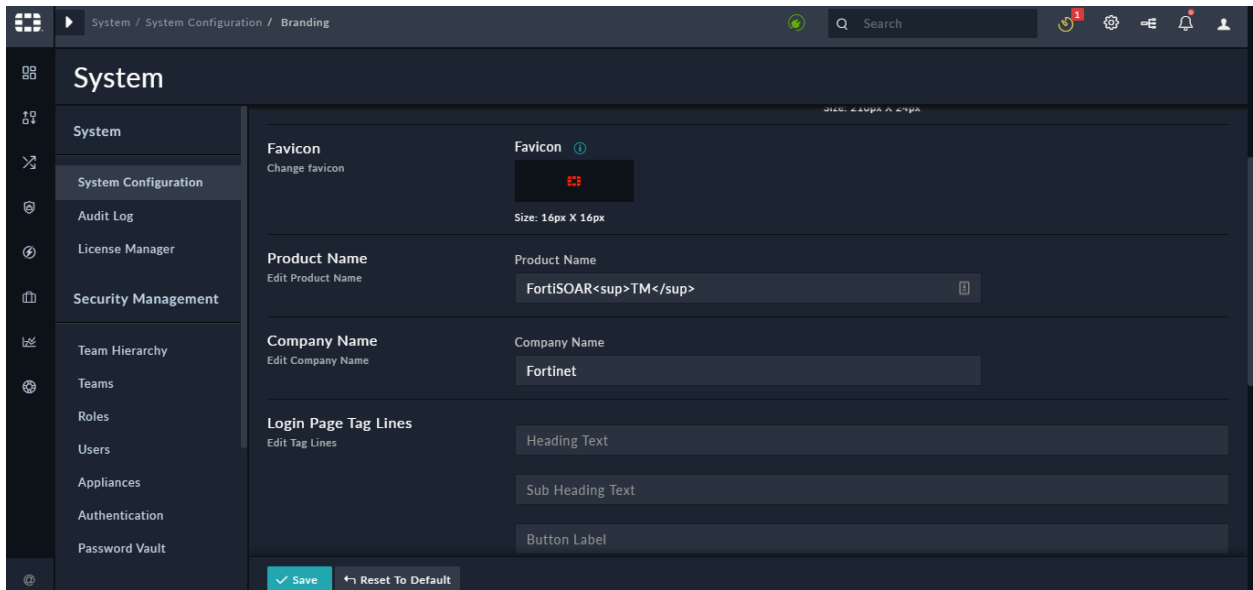 System / System Configuration / Branding
Search
1
System
Size: 210px X 24px
System
System Configuration
Audit Log
License Manager
Security Management
Team Hierarchy
Teams
Roles
Users
Appliances
Authentication
Password Vault
@
Favicon
Change favicon
Favicon
Size: 16px X 16px
Product Name
Edit Product Name
Product Name
FortiSOAR<sup>TM</sup>
Company Name
Edit Company Name
Company Name
Fortinet
Login Page Tag Lines
Edit Tag Lines
Heading Text
Sub Heading Text
Button Label
Save
Reset To Default